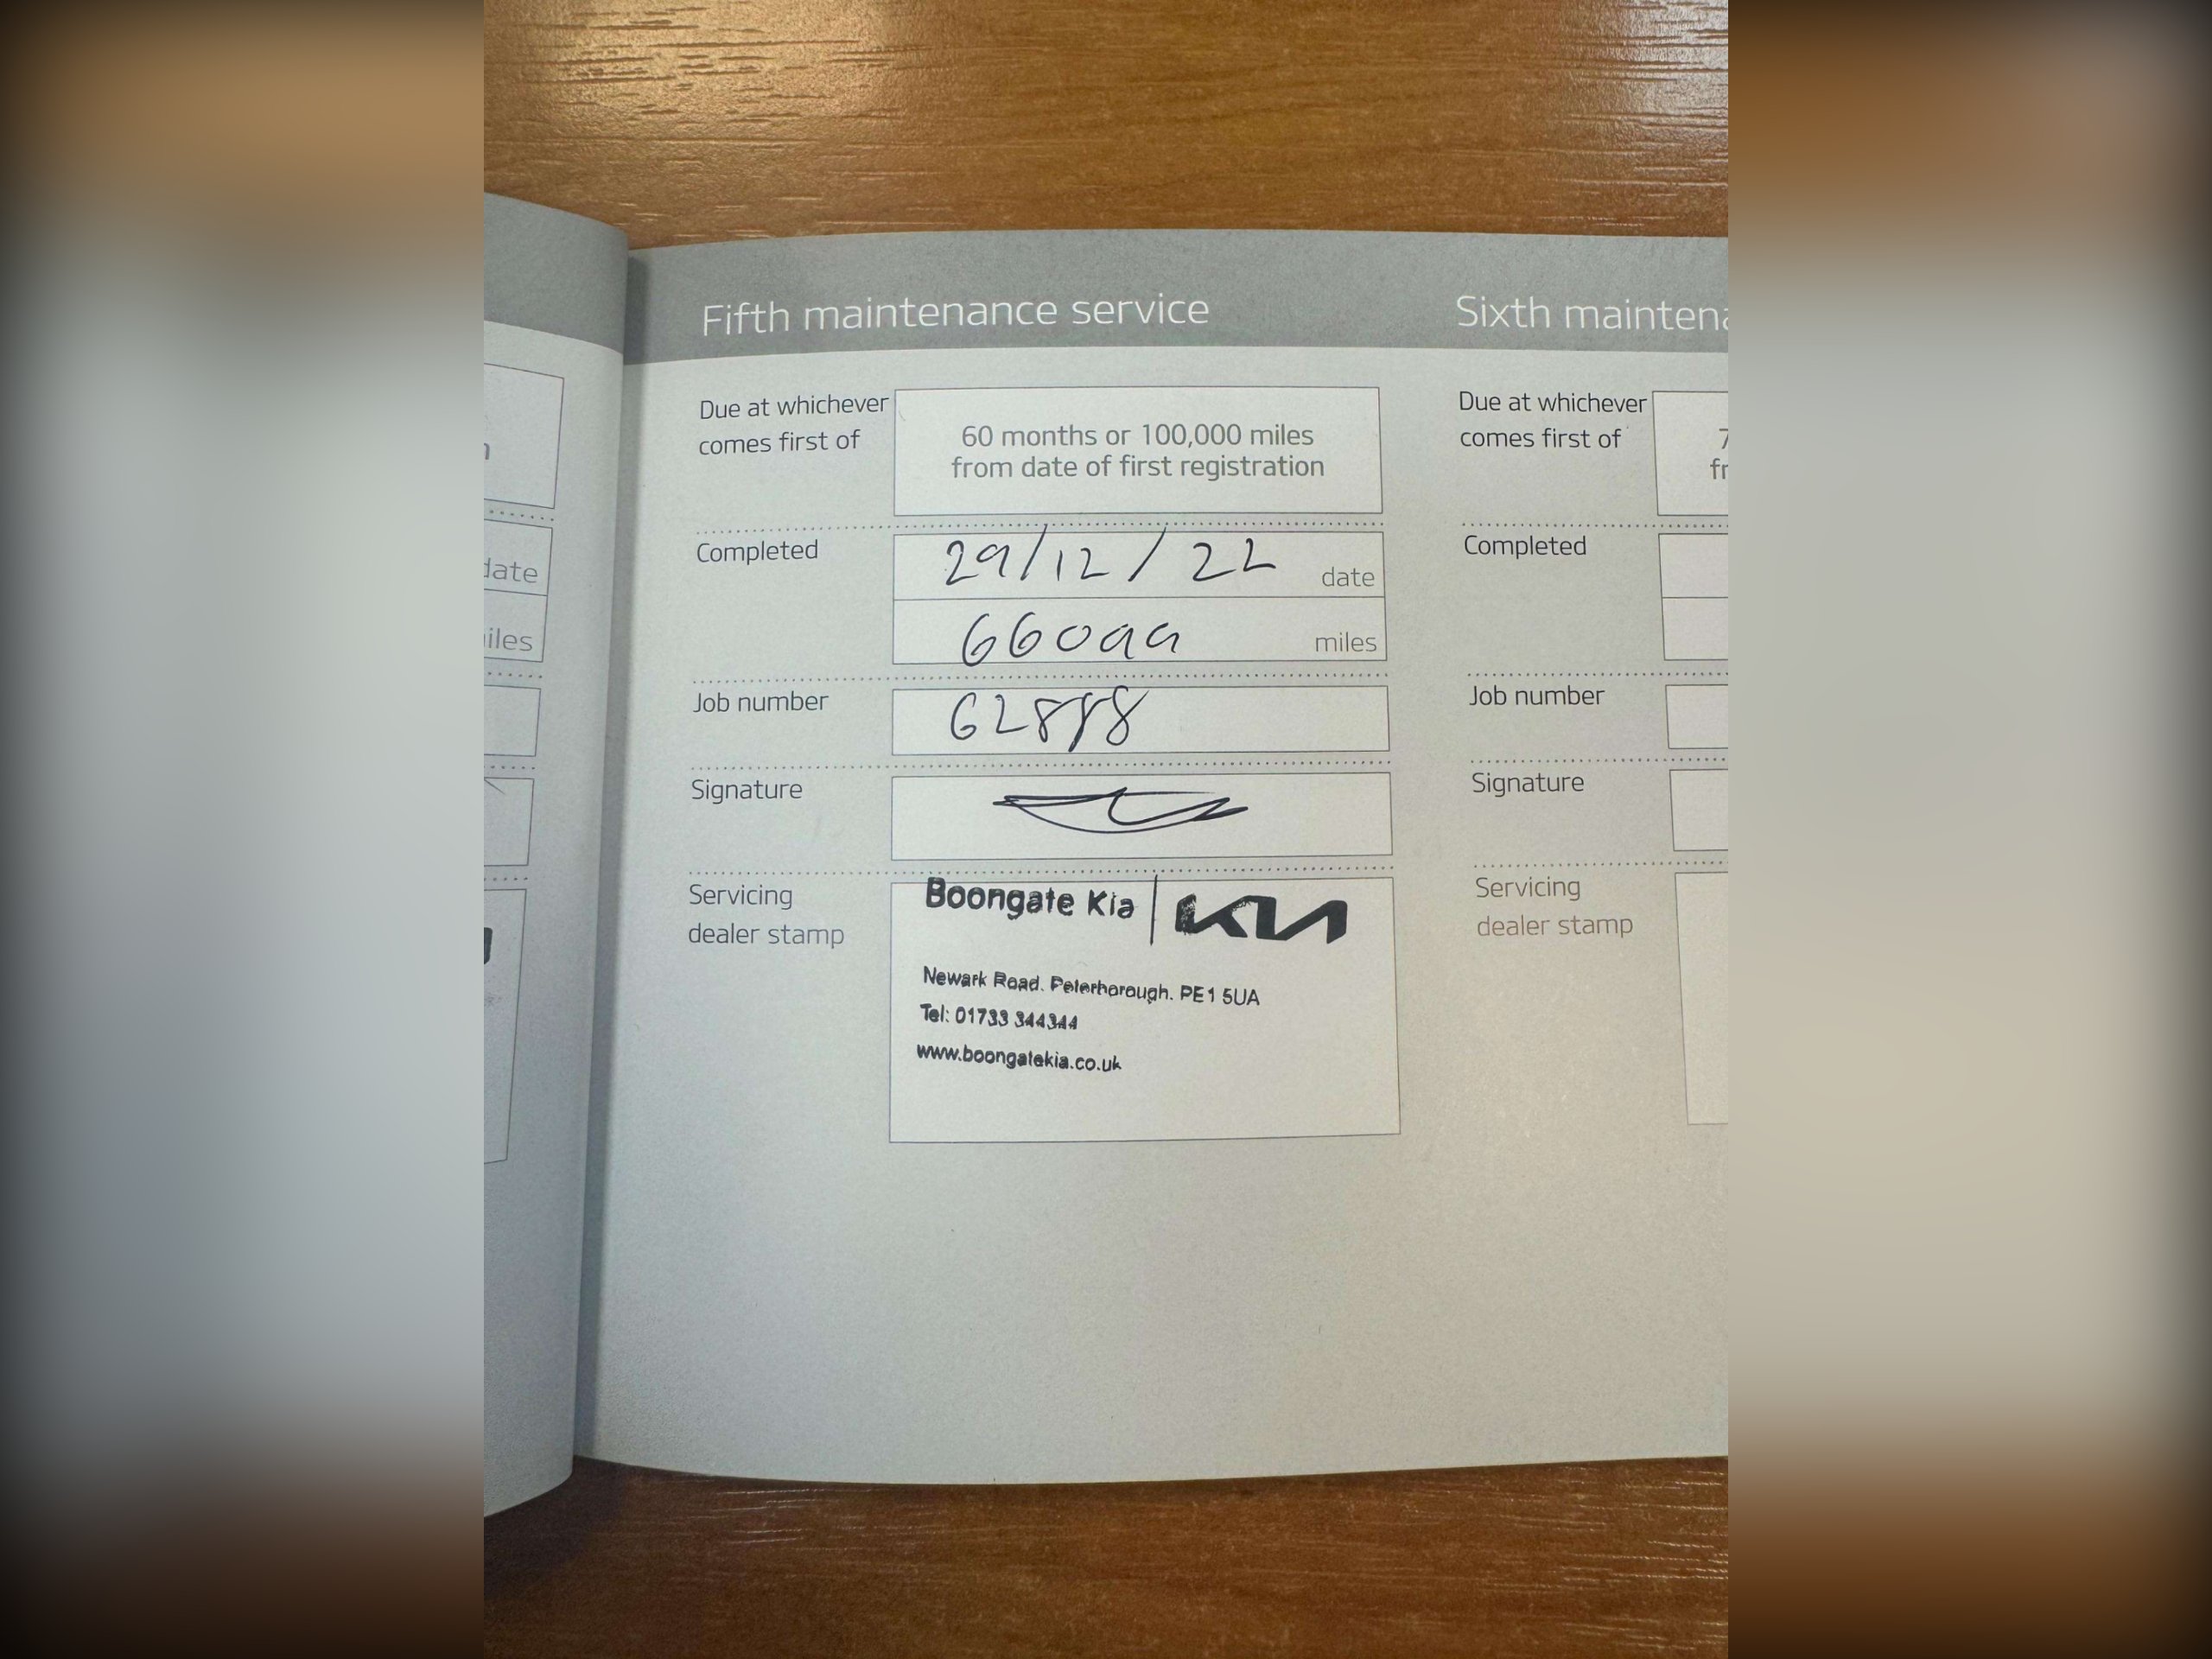 Fifth maintenance service
Due at whichever
comes first of
60 months or 100,000 miles
from date of first registration
Completed
29/12/22 date
66099 miles
Job number
62888
Signature
Servicing
dealer stamp
Boongate Kia | KIA
Newark Road. Peterborough. PE1 5UA
Tel: 01733 344344
www.boongatekia.co.uk
Sixth maintena
Due at whichever
comes first of
7
fr
Completed
Job number
Signature
Servicing
dealer stamp
date
iles